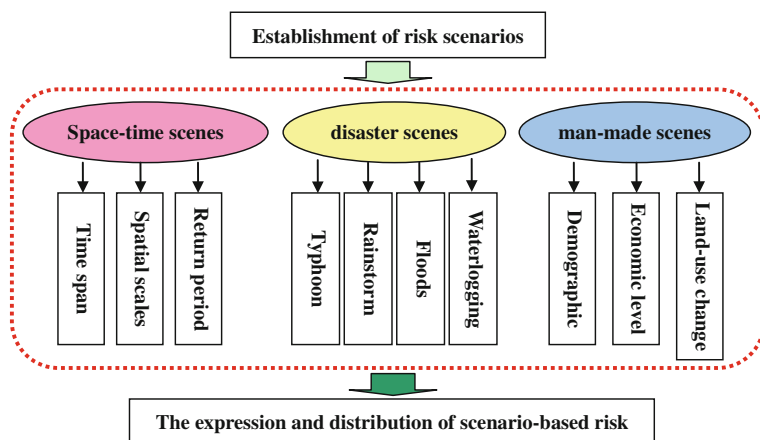 Establishment of risk scenarios
Space-time scenes
disaster scenes
man-made scenes
Time span
Spatial scales
Return period
Typhoon
Rainstorm
Floods
Waterlogging
Demographic
Economic level
Land-use change
The expression and distribution of scenario-based risk